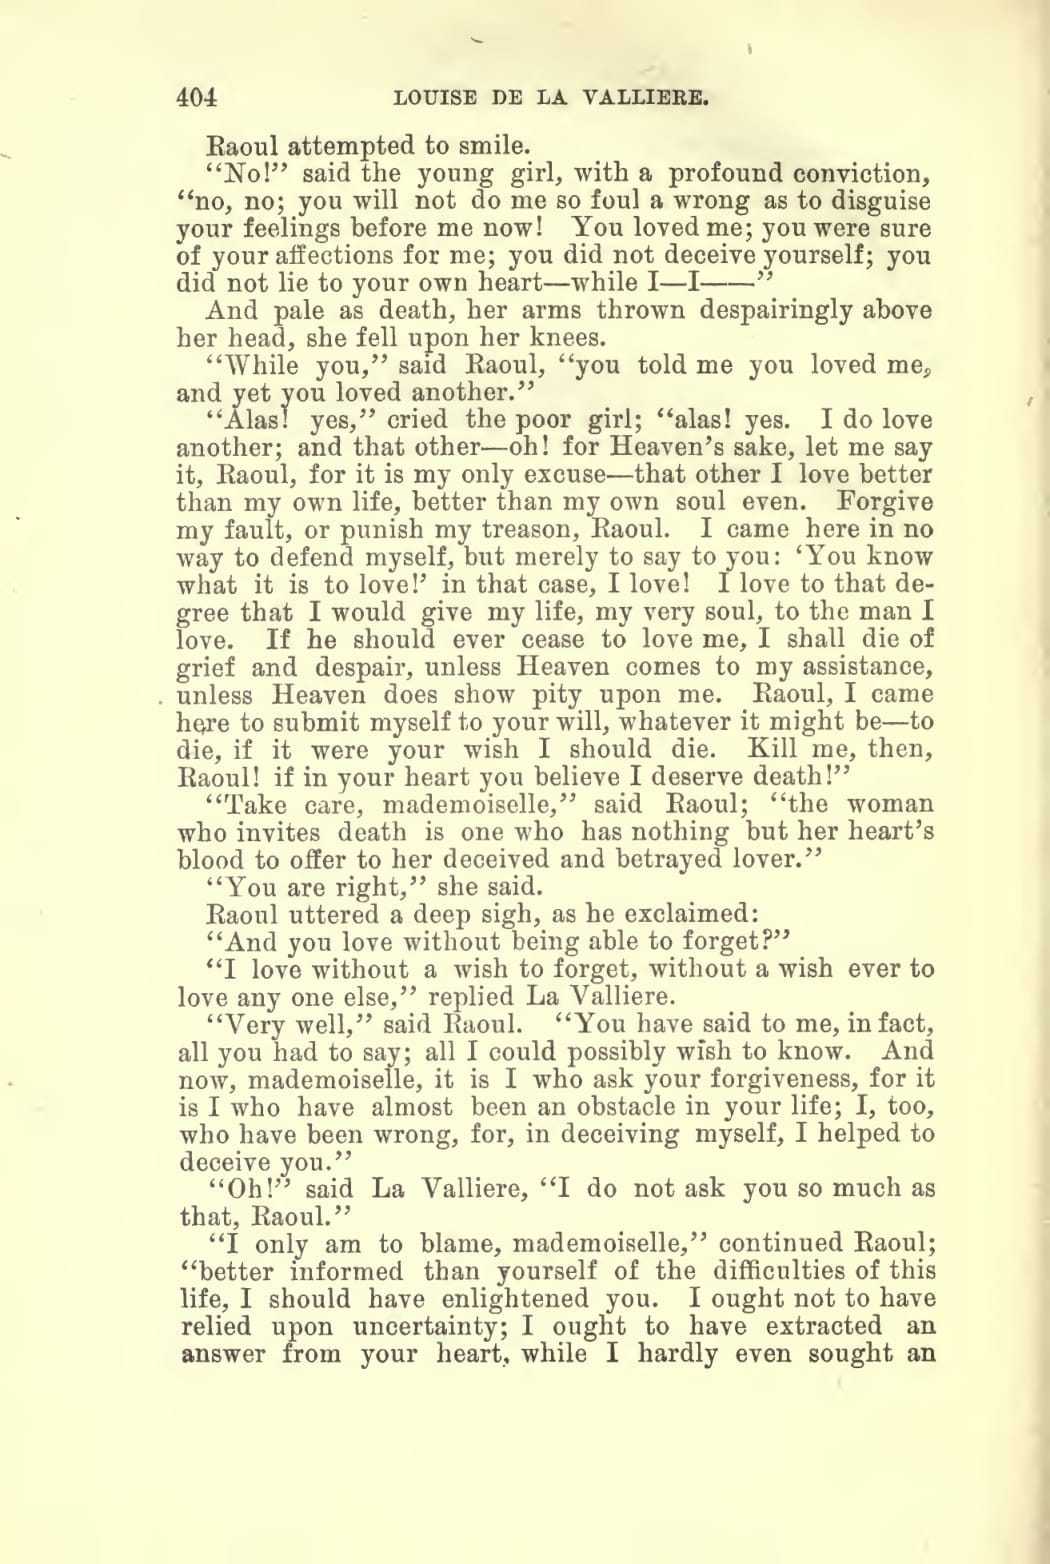 404 LOUISE DE LA VALLIERE.
Raoul attempted to smile.
“No!” said the young girl, with a profound conviction,
“no, no; you will not do me so foul a wrong as to disguise
your feelings before me now! You loved me; you were sure
of your affections for me; you did not deceive yourself; you
did not lie to your own heart—while I—I——”
And pale as death, her arms thrown despairingly above
her head, she fell upon her knees.
“While you,” said Raoul, “you told me you loved me,
and yet you loved another.”
“Alas! yes,” cried the poor girl; “alas! yes. I do love
another; and that other—oh! for Heaven’s sake, let me say
it, Raoul, for it is my only excuse—that other I love better
than my own life, better than my own soul even. Forgive
my fault, or punish my treason, Raoul. I came here in no
way to defend myself, but merely to say to you: ‘You know
what it is to love!’ in that case, I love! I love to that de-
gree that I would give my life, my very soul, to the man I
love. If he should ever cease to love me, I shall die of
grief and despair, unless Heaven comes to my assistance,
unless Heaven does show pity upon me. Raoul, I came
here to submit myself to your will, whatever it might be—to
die, if it were your wish I should die. Kill me, then,
Raoul! if in your heart you believe I deserve death!”
“Take care, mademoiselle,” said Raoul; “the woman
who invites death is one who has nothing but her heart’s
blood to offer to her deceived and betrayed lover.”
“You are right,” she said.
Raoul uttered a deep sigh, as he exclaimed:
“And you love without being able to forget?”
“I love without a wish to forget, without a wish ever to
love any one else,” replied La Valliere.
“Very well,” said Raoul. “You have said to me, in fact,
all you had to say; all I could possibly wish to know. And
now, mademoiselle, it is I who ask your forgiveness, for it
is I who have almost been an obstacle in your life; I, too,
who have been wrong, for, in deceiving myself, I helped to
deceive you.”
“Oh!” said La Valliere, “I do not ask you so much as
that, Raoul.”
“I only am to blame, mademoiselle,” continued Raoul;
“better informed than yourself of the difficulties of this
life, I should have enlightened you. I ought not to have
relied upon uncertainty; I ought to have extracted an
answer from your heart, while I hardly even sought an